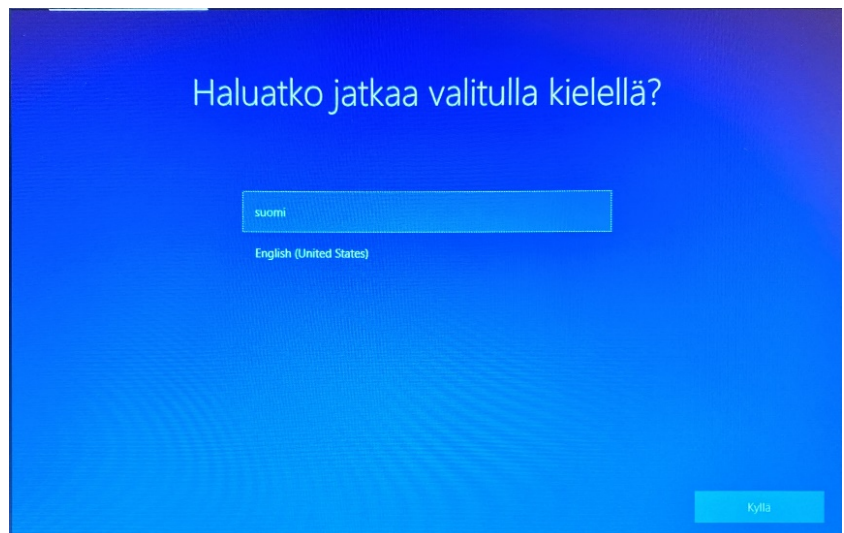 Haluatko jatkaa valitulla kielellä?
suomi
English (United States)
Kyllä